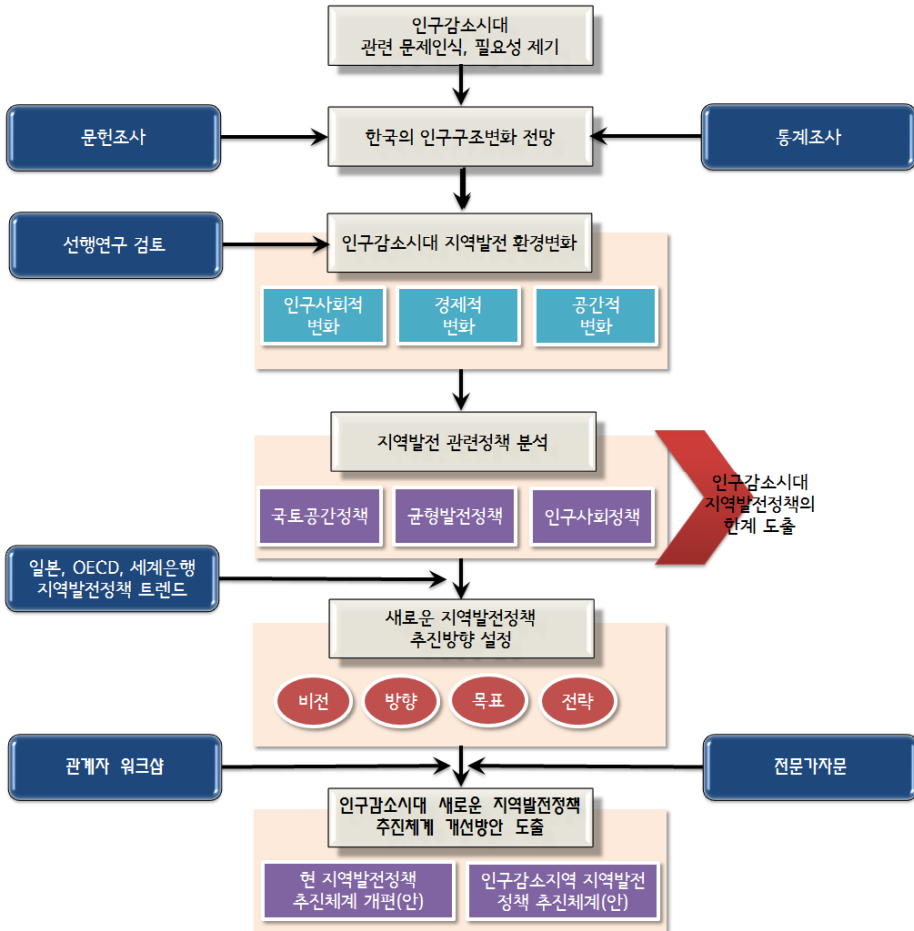 인구감소시대
관련 문제인식, 필요성 제기
문헌조사
한국의 인구구조변화 전망
통계조사
선행연구 검토
인구감소시대 지역발전 환경변화
인구사회적
변화
경제적
변화
공간적
변화
지역발전 관련정책 분석
국토공간정책
균형발전정책
인구사회정책
인구감소시대
지역발전정책의
한계 도출
일본, OECD, 세계은행
지역발전정책 트렌드
새로운 지역발전정책
추진방향 설정
비전
방향
목표
전략
관계자 워크샵
전문가자문
인구감소시대 새로운 지역발전정책
추진체계 개선방안 도출
현 지역발전정책
추진체계 개편(안)
인구감소지역 지역발전
정책 추진체계(안)